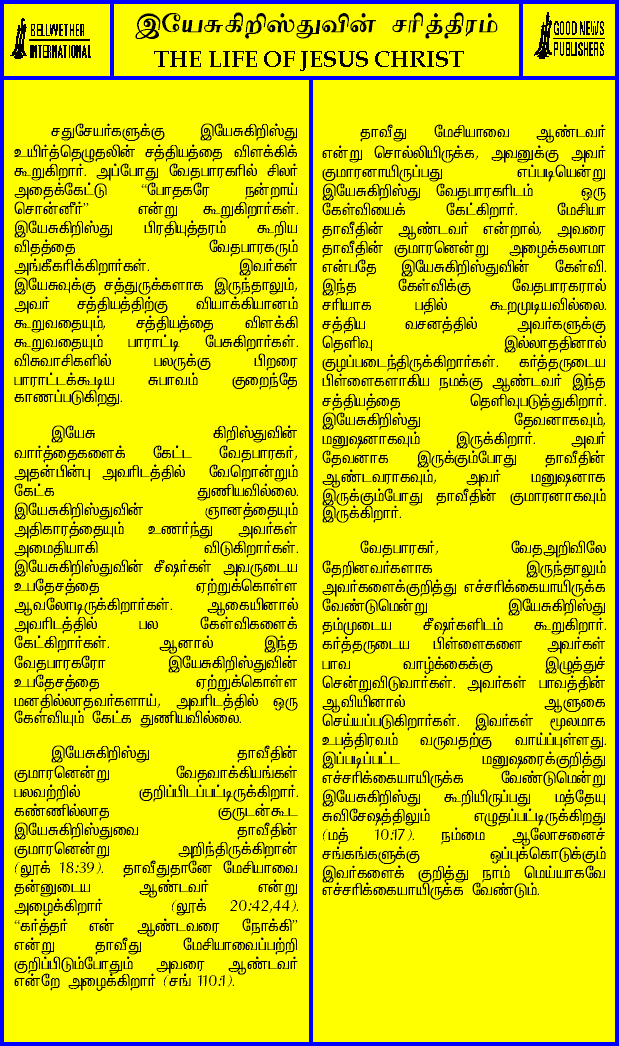 BELLWETHER
INTERNATIONAL
இயேசுகிறிஸ்துவின் சரித்திரம்
THE LIFE OF JESUS CHRIST
GOOD NEWS
PUBLISHERS
சதுசேயர்களுக்கு இயேசுகிறிஸ்து
உயிர்த்தெழுதலின் சத்தியத்தை விளக்கிக்
கூறுகிறார். அப்போது வேதபாரகரில் சிலர்
அதைக்கேட்டு “போதகரே நன்றாய்
சொன்னீர்” என்று கூறுகிறார்கள்.
இயேசுகிறிஸ்து பிரதியுத்தரம் கூறிய
விதத்தை வேதபாரகரும்
அங்கீகரிக்கிறார்கள். இவர்கள்
இயேசுவுக்கு சத்துருக்களாக இருந்தாலும்,
அவர் சத்தியத்திற்கு வியாக்கியானம்
கூறுவதையும், சத்தியத்தை விளக்கி
கூறுவதையும் பாராட்டி பேசுகிறார்கள்.
விசுவாசிகளில் பலருக்கு பிறரை
பாராட்டக்கூடிய சுபாவம் குறைந்தே
காணப்படுகிறது.
இயேசு கிறிஸ்துவின்
வார்த்தைகளைக் கேட்ட வேதபாரகர்,
அதன்பின்பு அவரிடத்தில் வேறொன்றும்
கேட்க துணியவில்லை.
இயேசுகிறிஸ்துவின் ஞானத்தையும்
அதிகாரத்தையும் உணர்ந்து அவர்கள்
அமைதியாகி விடுகிறார்கள்.
இயேசுகிறிஸ்துவின் சீஷர்கள் அவருடைய
உபதேசத்தை ஏற்றுக்கொள்ள
ஆவலோடிருக்கிறார்கள். ஆகையினால்
அவரிடத்தில் பல கேள்விகளைக்
கேட்கிறார்கள். ஆனால் இந்த
வேதபாரகரோ இயேசுகிறிஸ்துவின்
உபதேசத்தை ஏற்றுக்கொள்ள
மனதில்லாதவர்களாய், அவரிடத்தில் ஒரு
கேள்வியும் கேட்க துணியவில்லை.
இயேசுகிறிஸ்து தாவீதின்
குமாரனென்று வேதவாக்கியங்கள்
பலவற்றில் குறிப்பிடப்பட்டிருக்கிறார்.
கண்ணில்லாத குருடன்கூட
இயேசுகிறிஸ்துவை தாவீதின்
குமாரனென்று அறிந்திருக்கிறான்
(லூக் 18:39). தாவீதுதானே மேசியாவை
தன்னுடைய ஆண்டவர் என்று
அழைக்கிறார் (லூக் 20:42,44).
“கர்த்தர் என் ஆண்டவரை நோக்கி”
என்று தாவீது மேசியாவைப்பற்றி
குறிப்பிடும்போதும் அவரை ஆண்டவர்
என்றே அழைக்கிறார் (சங் 110:1).
தாவீது மேசியாவை ஆண்டவர்
என்று சொல்லியிருக்க, அவனுக்கு அவர்
குமாரனாயிருப்பது எப்படியென்று
இயேசுகிறிஸ்து வேதபாரகரிடம் ஒரு
கேள்வியைக் கேட்கிறார். மேசியா
தாவீதின் ஆண்டவர் என்றால், அவரை
தாவீதின் குமாரனென்று அழைக்கலாமா
என்பதே இயேசுகிறிஸ்துவின் கேள்வி.
இந்த கேள்விக்கு வேதபாரகரால்
சரியாக பதில் கூறமுடியவில்லை.
சத்திய வசனத்தில் அவர்களுக்கு
தெளிவு இல்லாததினால்
குழப்படைந்திருக்கிறார்கள். கர்த்தருடைய
பிள்ளைகளாகிய நமக்கு ஆண்டவர் இந்த
சத்தியத்தை தெளிவுபடுத்துகிறார்.
இயேசுகிறிஸ்து தேவனாகவும்,
மனுஷனாகவும் இருக்கிறார். அவர்
தேவனாக இருக்கும்போது தாவீதின்
ஆண்டவராகவும், அவர் மனுஷனாக
இருக்கும்போது தாவீதின் குமாரனாகவும்
இருக்கிறார்.
வேதபாரகர், வேதஅறிவிலே
தேறினவர்களாக இருந்தாலும்
அவர்களைக்குறித்து எச்சரிக்கையாயிருக்க
வேண்டுமென்று இயேசுகிறிஸ்து
தம்முடைய சீஷர்களிடம் கூறுகிறார்.
கர்த்தருடைய பிள்ளைகளை அவர்கள்
பாவ வாழ்க்கைக்கு இழுத்துச்
சென்றுவிடுவார்கள். அவர்கள் பாவத்தின்
ஆவியினால் ஆளுகை
செய்யப்படுகிறார்கள். இவர்கள் மூலமாக
உபத்திரவம் வருவதற்கு வாய்ப்புள்ளது.
இப்படிப்பட்ட மனுஷரைக்குறித்து
எச்சரிக்கையாயிருக்க வேண்டுமென்று
இயேசுகிறிஸ்து கூறியிருப்பது மத்தேயு
சுவிசேஷத்திலும் எழுதப்பட்டிருக்கிறது
(மத் 10:17). நம்மை ஆலோசனைச்
சங்கங்களுக்கு ஒப்புக்கொடுக்கும்
இவர்களைக் குறித்து நாம் மெய்யாகவே
எச்சரிக்கையாயிருக்க வேண்டும்.